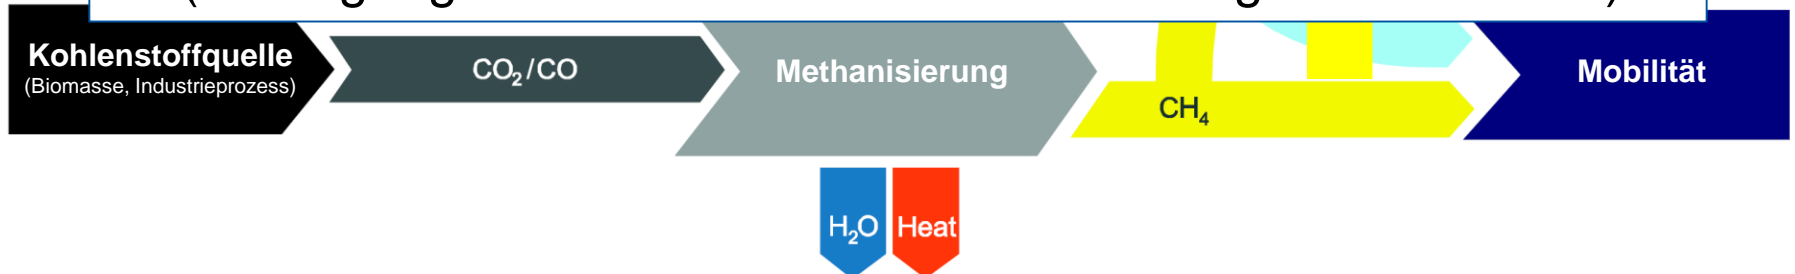 Kohlenstoffquelle
(Biomasse, Industrieprozess)
CO₂/CO
Methanisierung
CH₄
Mobilität
H₂O
Heat